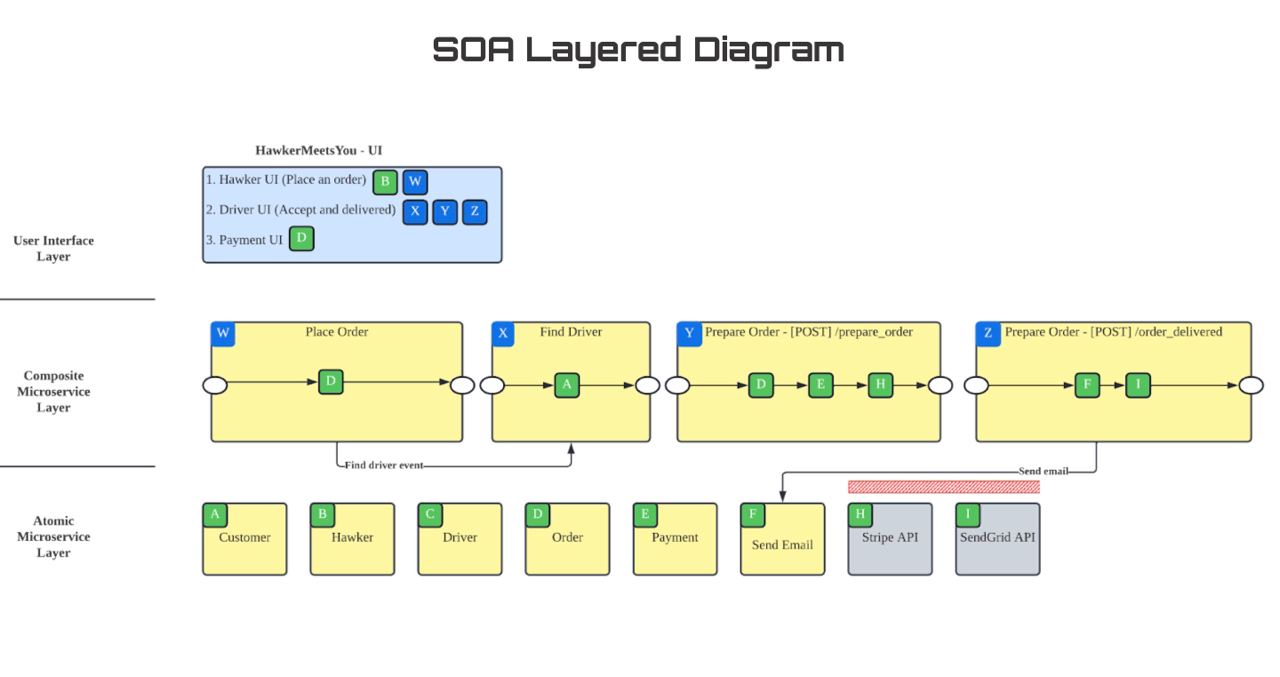 SOA Layered Diagram
HawkerMeetsYou - UI
1. Hawker UI (Place an order) B W
2. Driver UI (Accept and delivered) X Y Z
3. Payment UI D
User Interface
Layer
W Place Order
D
X Find Driver
A
Y Prepare Order - [POST] /prepare_order
D E H
Z Prepare Order - [POST] /order_delivered
F I
Composite
Microservice
Layer
Find driver event
Send email
Atomic
Microservice
Layer
A
Customer
B
Hawker
C
Driver
D
Order
E
Payment
F
Send Email
H
Stripe API
I
SendGrid API